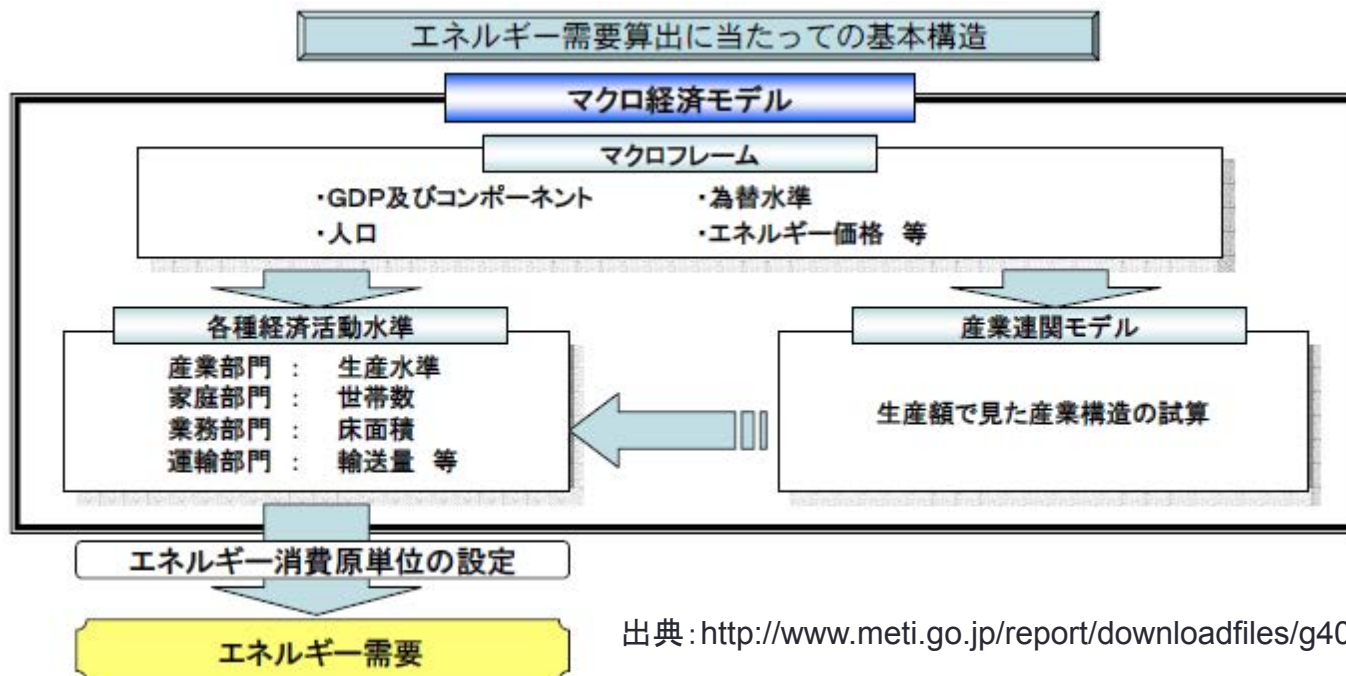 エネルギー需要算出に当たっての基本構造
マクロ経済モデル
マクロフレーム
・GDP及びコンポーネント ・為替水準
・人口 ・エネルギー価格 等
各種経済活動水準
産業部門 : 生産水準
家庭部門 : 世帯数
業務部門 : 床面積
運輸部門 : 輸送量 等
産業連関モデル
生産額で見た産業構造の試算
エネルギー消費原単位の設定
エネルギー需要
出典:http://www.meti.go.jp/report/downloadfiles/g40